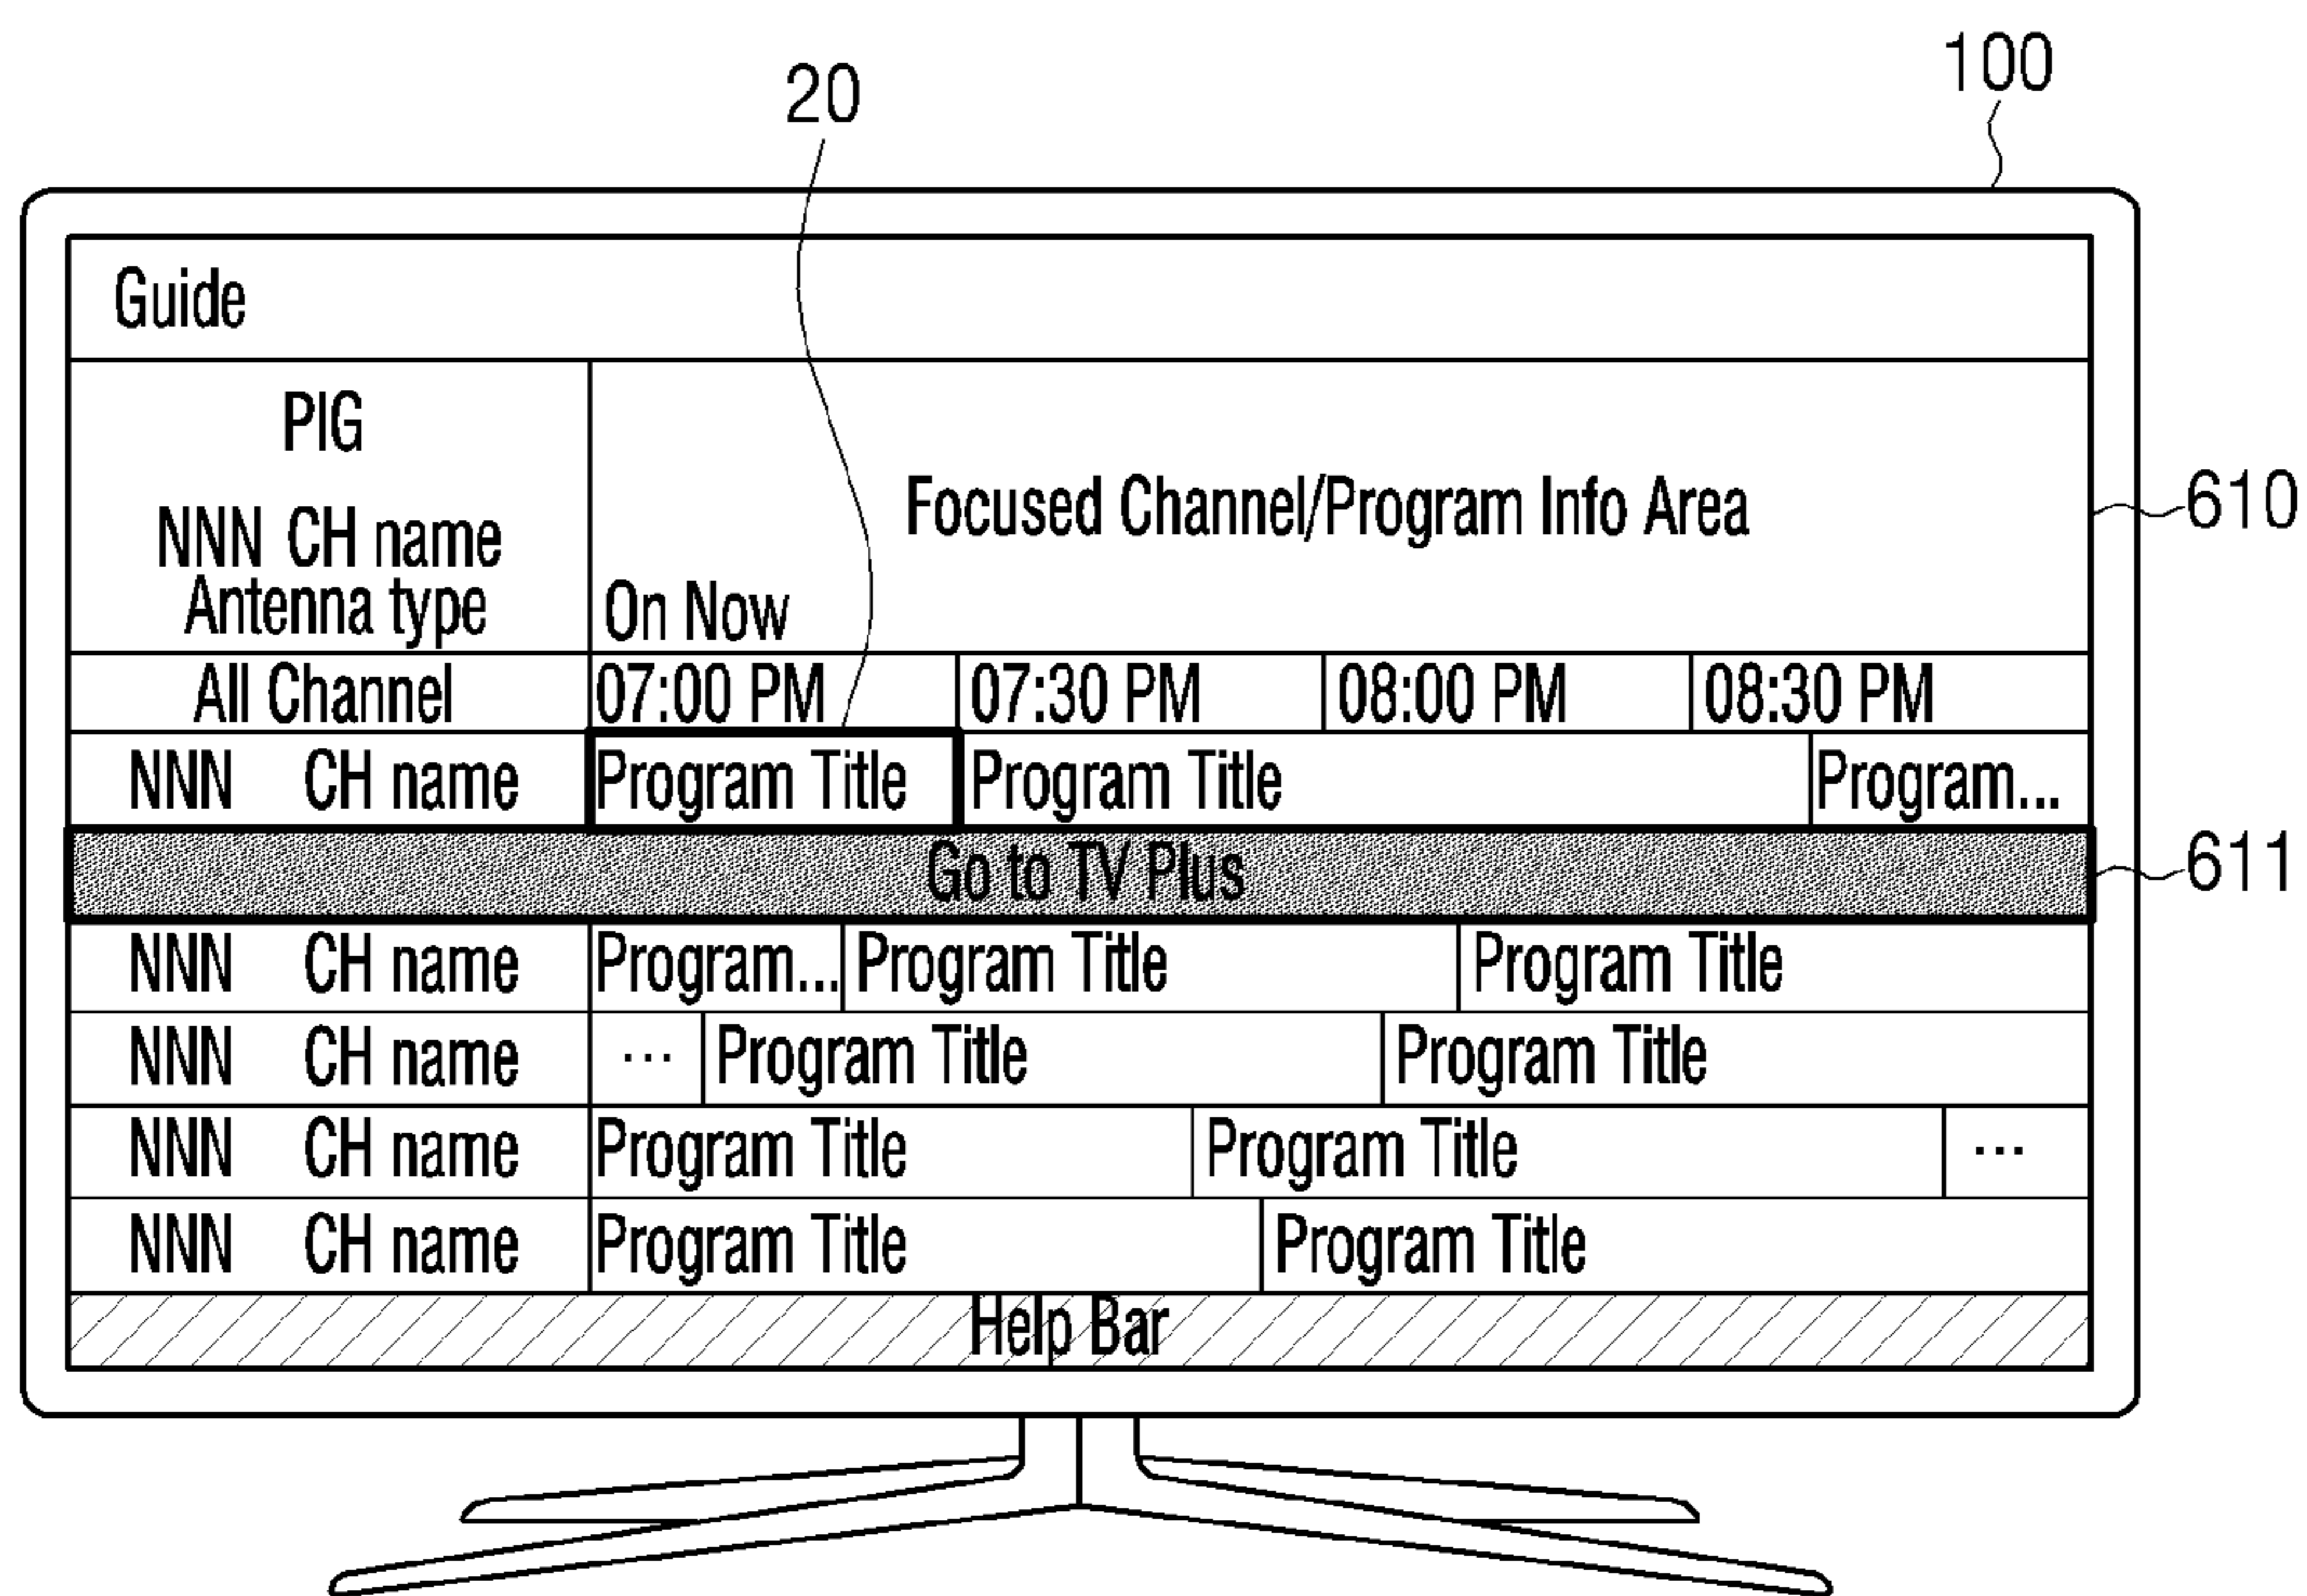 100
20
Guide
PIG
NNN CH name
Antenna type
Focused Channel/Program Info Area
610
On Now
All Channel 07:00 PM 07:30 PM 08:00 PM 08:30 PM
NNN CH name Program Title Program Title Program...
Go to TV Plus
611
NNN CH name Program... Program Title Program Title
NNN CH name ... Program Title Program Title
NNN CH name Program Title Program Title ...
NNN CH name Program Title Program Title
Help Bar